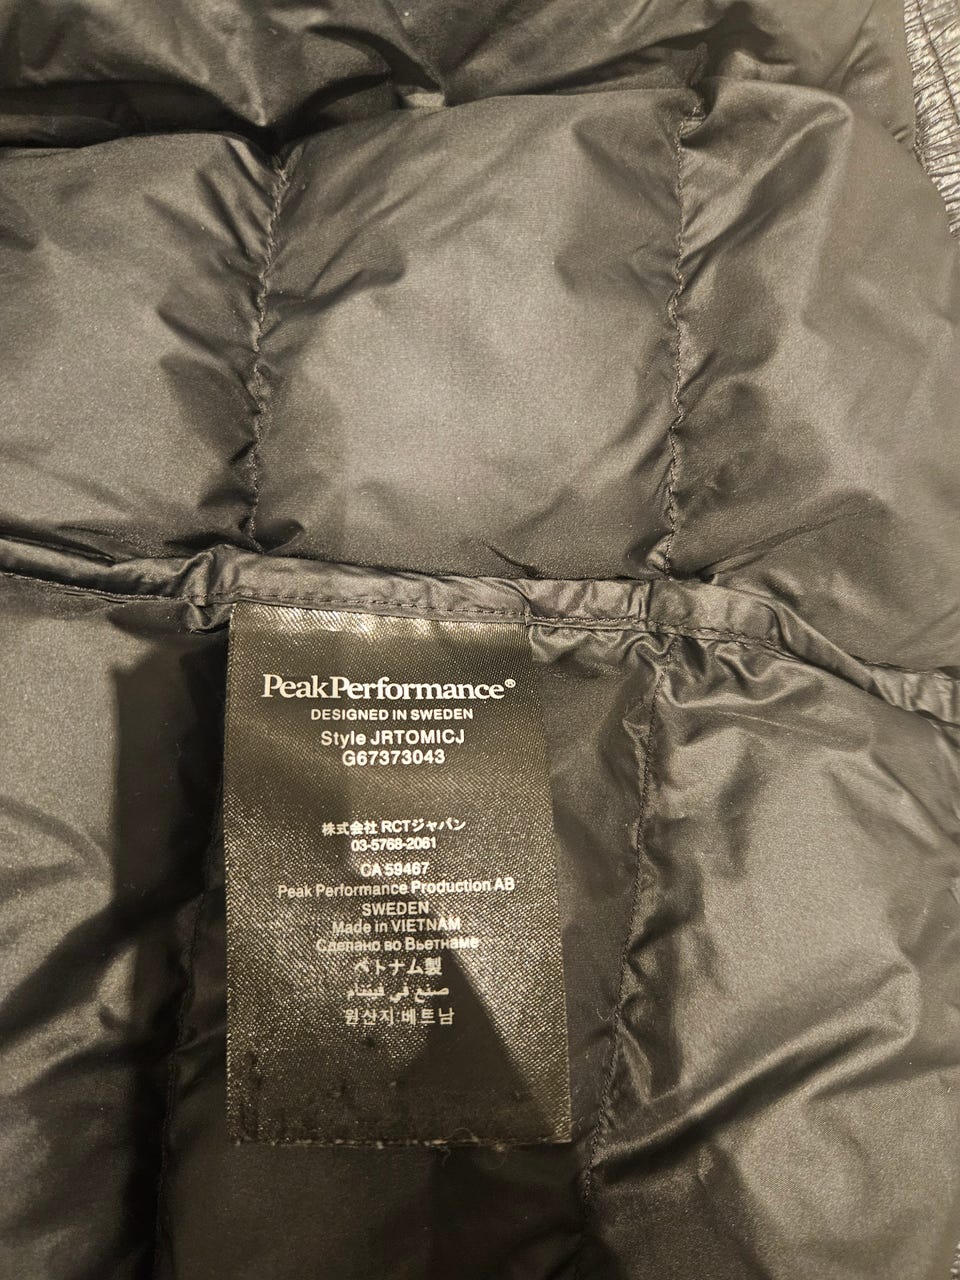 PeakPerformance®
DESIGNED IN SWEDEN
Style JRTOMICJ
G67373043
株式会社 RCTジャパン
03-5768-2061
CA 59467
Peak Performance Production AB
SWEDEN
Made in VIETNAM
Сделано во Вьетнаме
ベトナム製
صنع في فيتنام
원산지:베트남